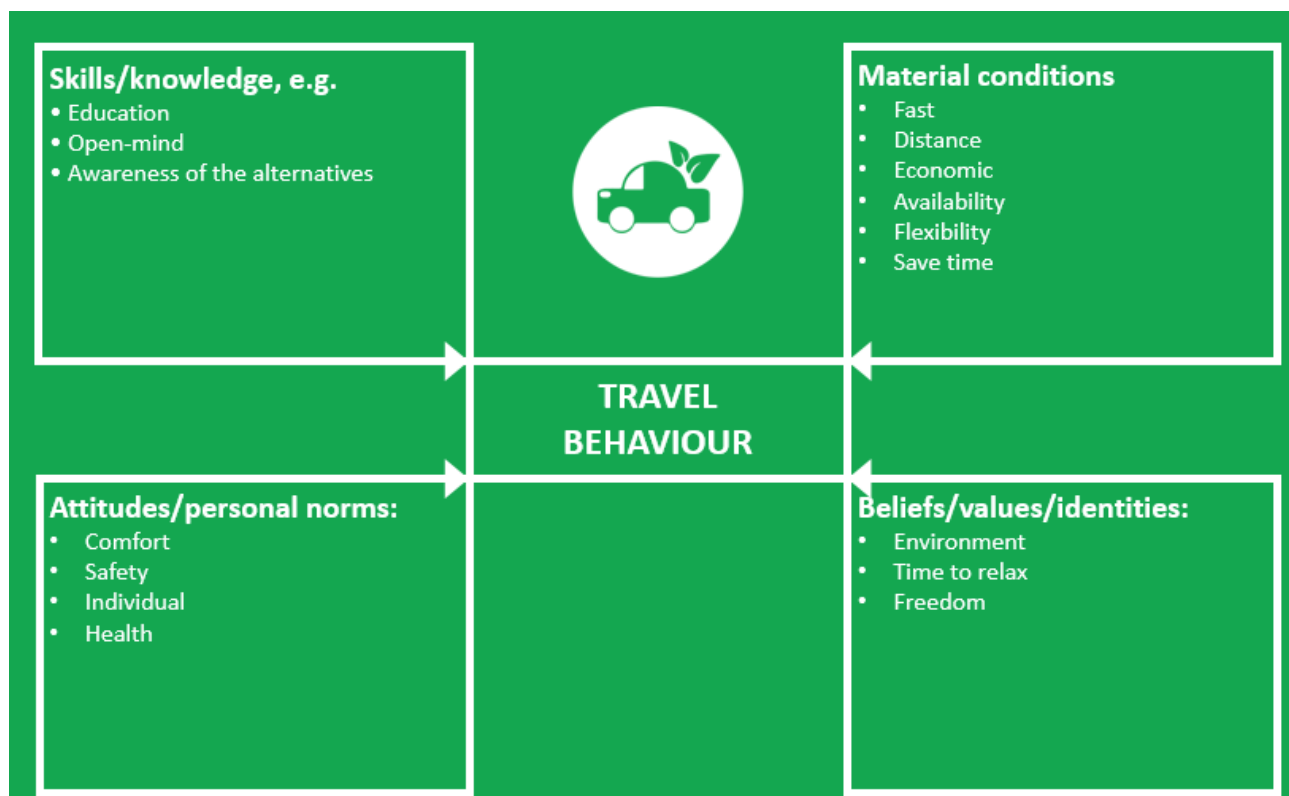 Skills/knowledge, e.g.
• Education
• Open-mind
• Awareness of the alternatives
Material conditions
• Fast
• Distance
• Economic
• Availability
• Flexibility
• Save time
TRAVEL
BEHAVIOUR
Attitudes/personal norms:
• Comfort
• Safety
• Individual
• Health
Beliefs/values/identities:
• Environment
• Time to relax
• Freedom